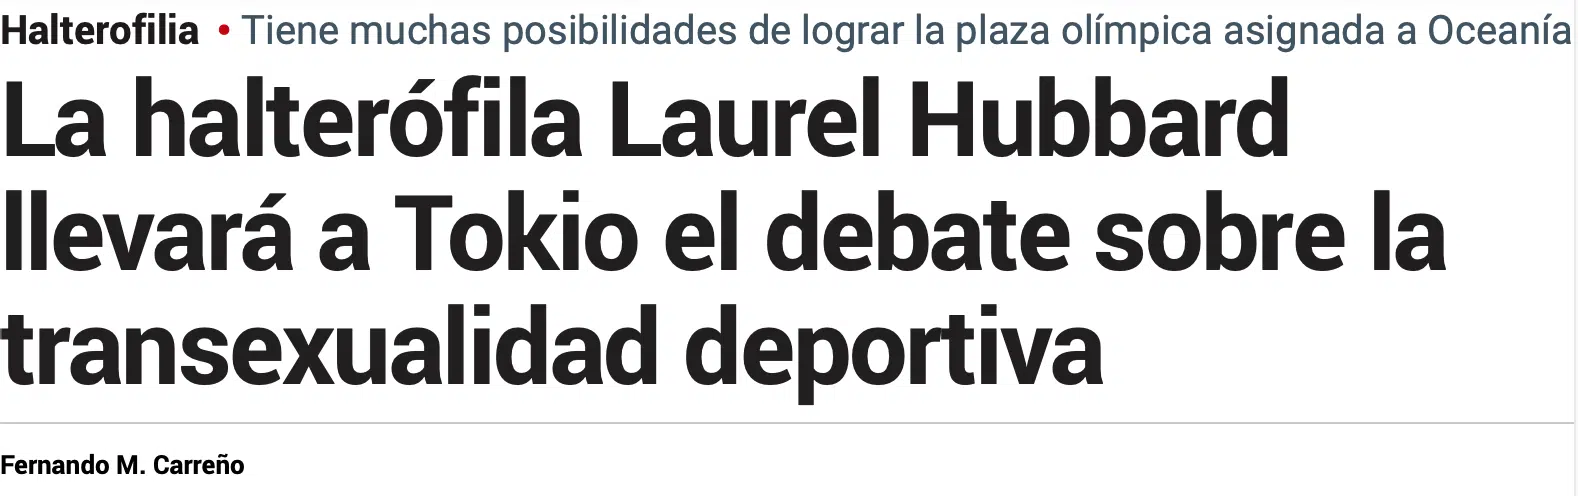 Halterofilia • Tiene muchas posibilidades de lograr la plaza olímpica asignada a Oceanía
La halterófila Laurel Hubbard
llevará a Tokio el debate sobre la
transexualidad deportiva
Fernando M. Carreño